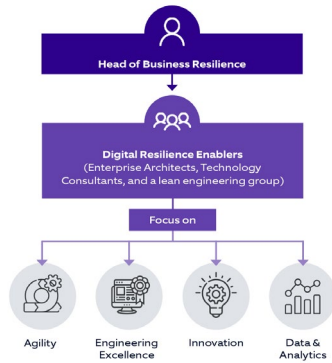 Head of Business Resilience
Digital Resilience Enablers
(Enterprise Architects, Technology
Consultants, and a lean engineering group)
Focus on
Agility
Engineering
Excellence
Innovation
Data &
Analytics